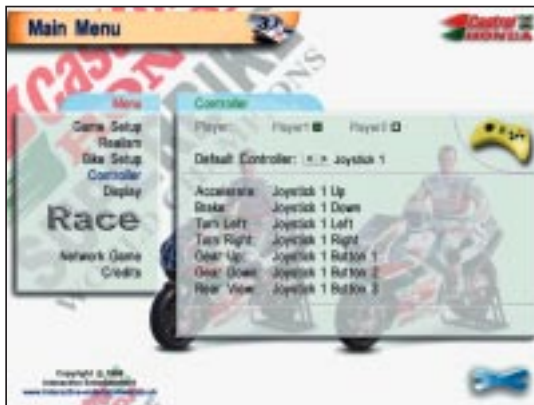 Main Menu
Castrol
HONDA
Menu
Game Setup
Realism
Bike Setup
Controller
Display
Race
Network Game
Credits
Controller
Player: Player1 Player2
Default Controller: < > Joystick 1
Accelerate: Joystick 1 Up
Brake: Joystick 1 Down
Turn Left: Joystick 1 Left
Turn Right: Joystick 1 Right
Gear Up: Joystick 1 Button 1
Gear Down: Joystick 1 Button 2
Rear View: Joystick 1 Button 3
Copyright ©
Interactive Entertainment